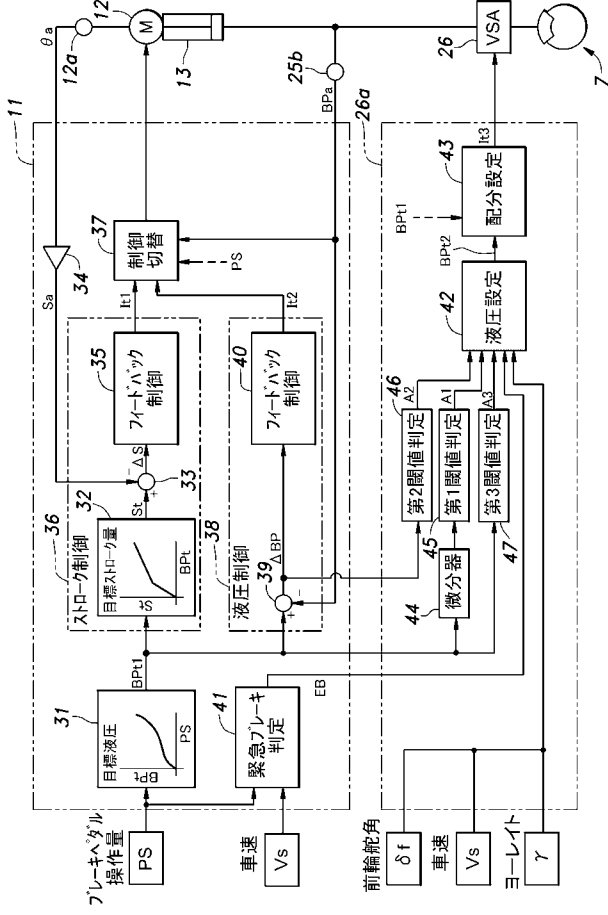 11
θa
12a
12
M
13
25b
BPa
26
VSA
7
34
Sa
36
ストローク制御
32
目標ストローク量
St
BPt
St
+
-
33
ΔS
35
フィードバック
制御
It1
37
制御
切替
PS
It2
38
液圧制御
39
+
-
ΔBP
40
フィードバック
制御
31
目標液圧
BPt
PS
BPt1
ブレーキペダル
操作量
PS
車速
Vs
41
緊急ブレーキ
判定
EB
26a
44
微分器
45
第1閾値判定
A1
46
第2閾値判定
A2
47
第3閾値判定
A3
42
液圧設定
BPt2
BPt1
43
配分設定
It3
前輪舵角
δf
車速
Vs
ヨーレイト
γ